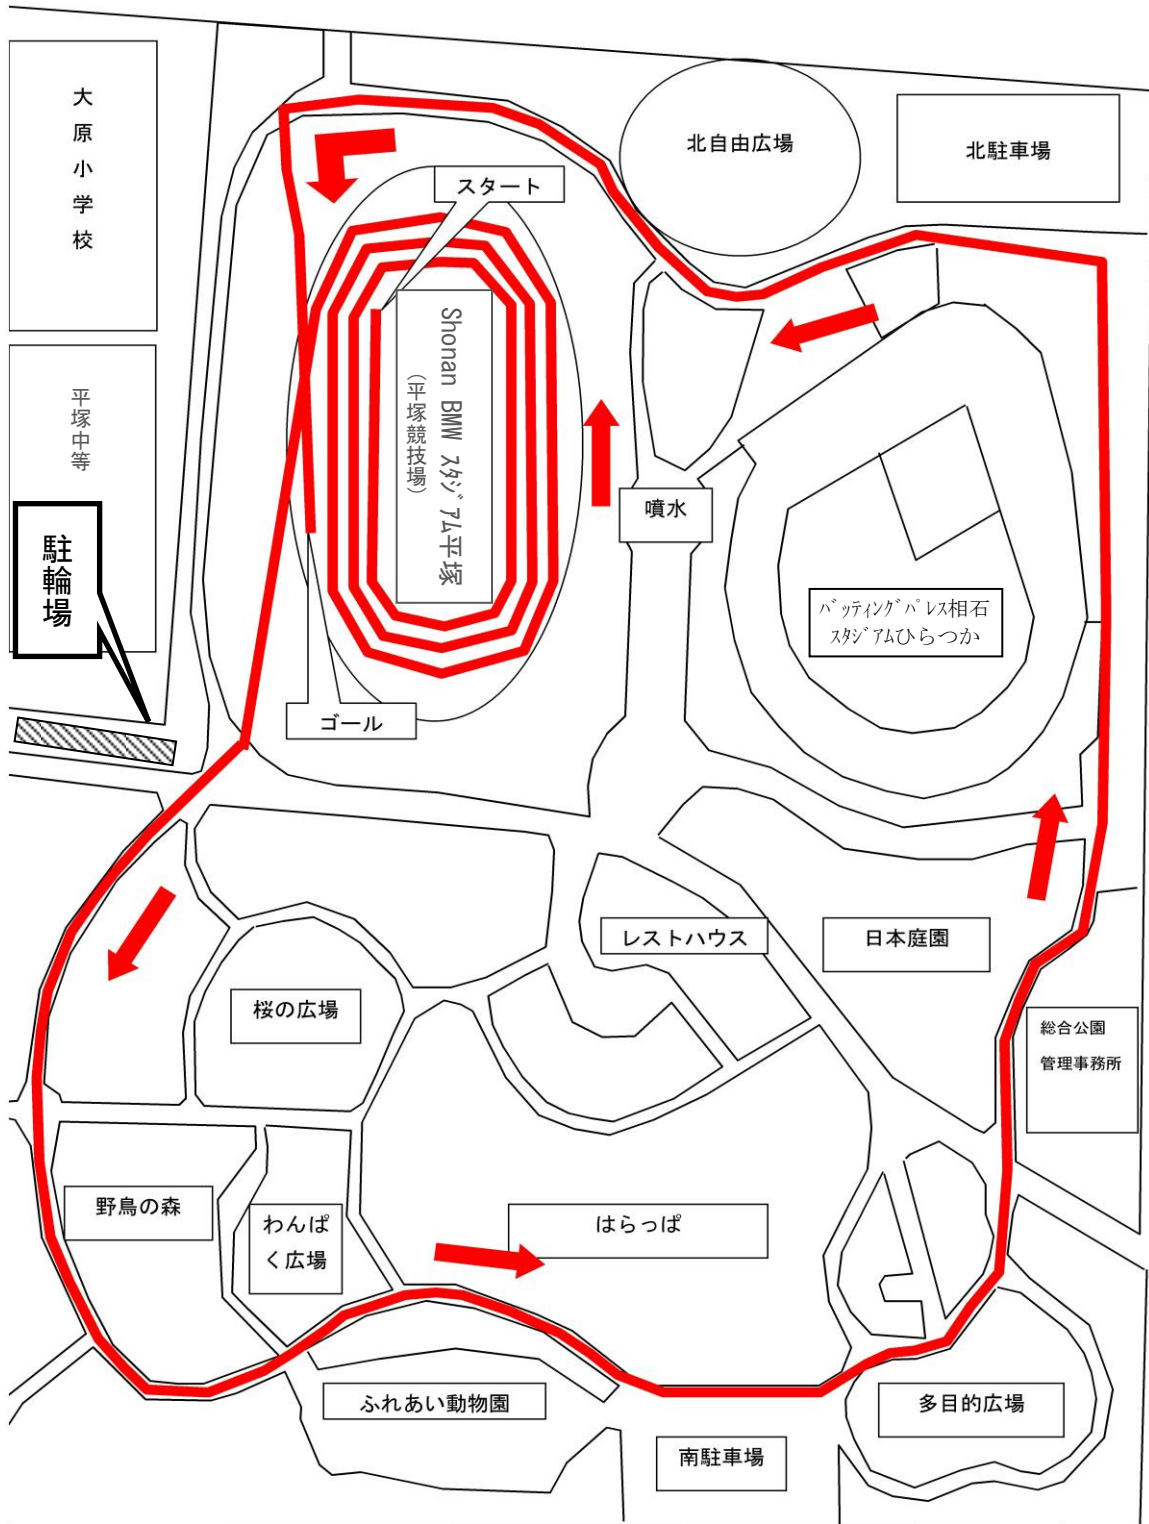 大原小学校
北自由広場
北駐車場
スタート
Shonan BMW ｽﾀｼﾞｱﾑ平塚
（平塚競技場）
平塚中等
噴水
駐輪場
ﾊﾞｯﾃｨﾝｸﾞﾊﾟﾚｽ相石
ｽﾀｼﾞｱﾑひらつか
ゴール
レストハウス
日本庭園
桜の広場
総合公園
管理事務所
野鳥の森
わんぱ
く広場
はらっぱ
ふれあい動物園
多目的広場
南駐車場